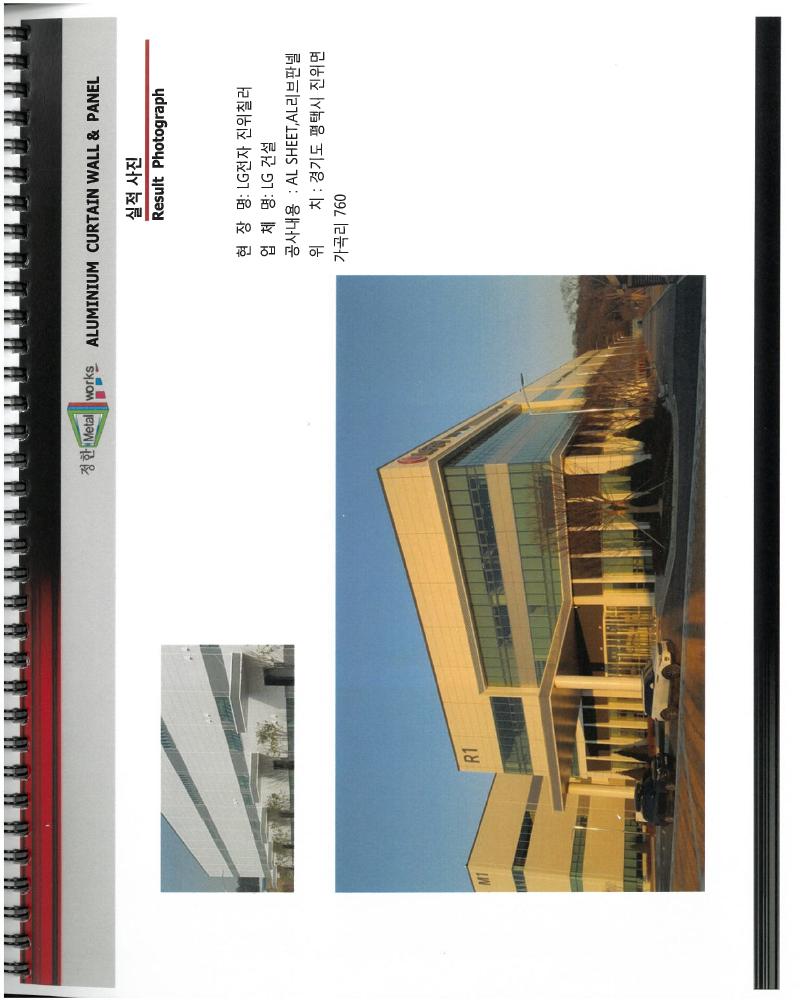 정한 Metal works
ALUMINIUM CURTAIN WALL & PANEL
실적 사진
Result Photograph
현 장 명: LG전자 진위칠러
업 체 명: LG 건설
공사내용 : AL SHEET,AL리브판넬
위 치 : 경기도 평택시 진위면
가곡리 760
R1
M1